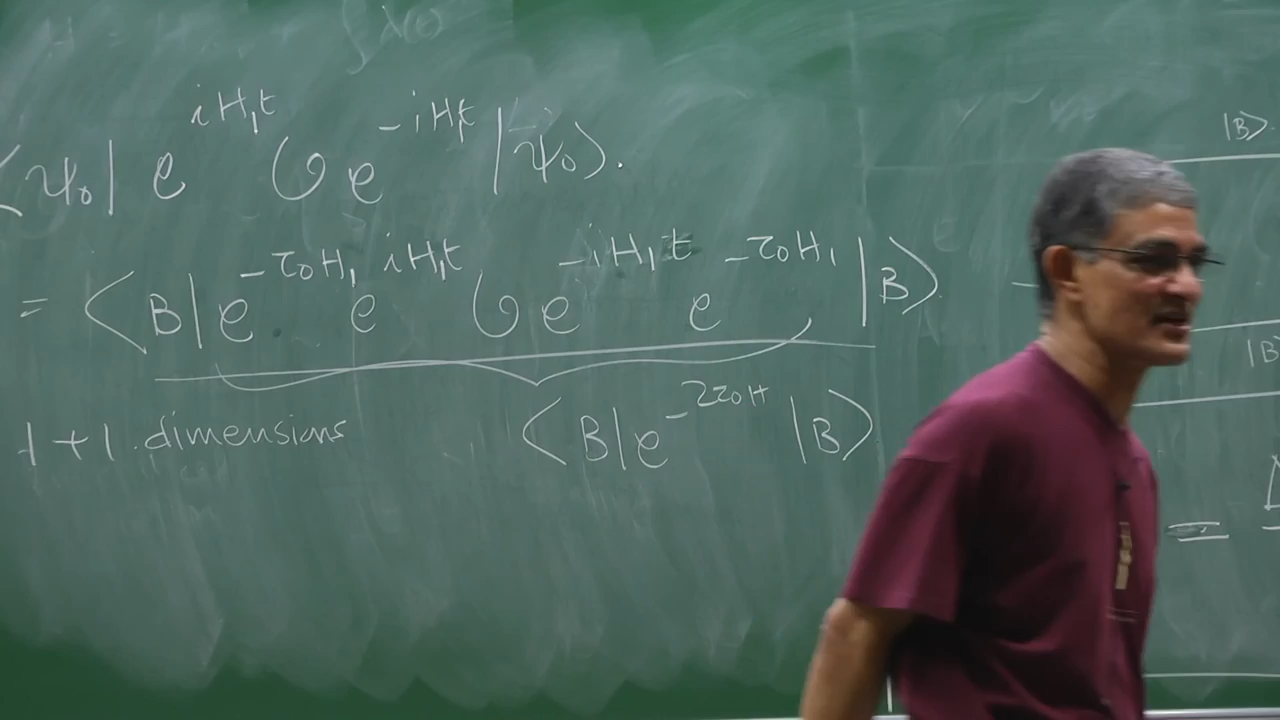 ⟨ψ₀| e^{iH₁t} O e^{-iH₁t} |ψ₀⟩.
= ⟨B| e^{-τ₀H₁} e^{iH₁t} O e^{-iH₁t} e^{-τ₀H₁} |B⟩
1+1 dimensions ⟨B| e^{-2τ₀H} |B⟩
|B⟩
|B
=